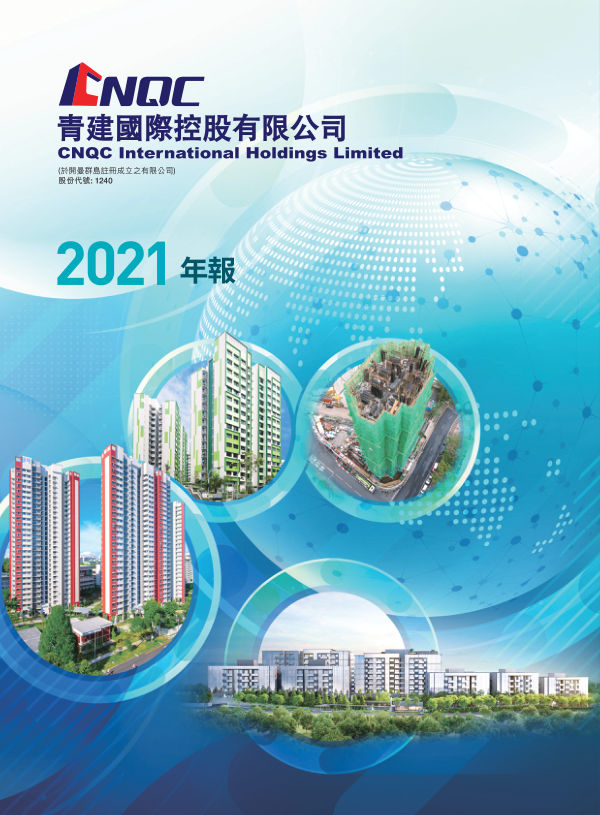 CNQC
青建國際控股有限公司
CNQC International Holdings Limited
(於開曼群島註冊成立之有限公司)
股份代號: 1240
2021 年報